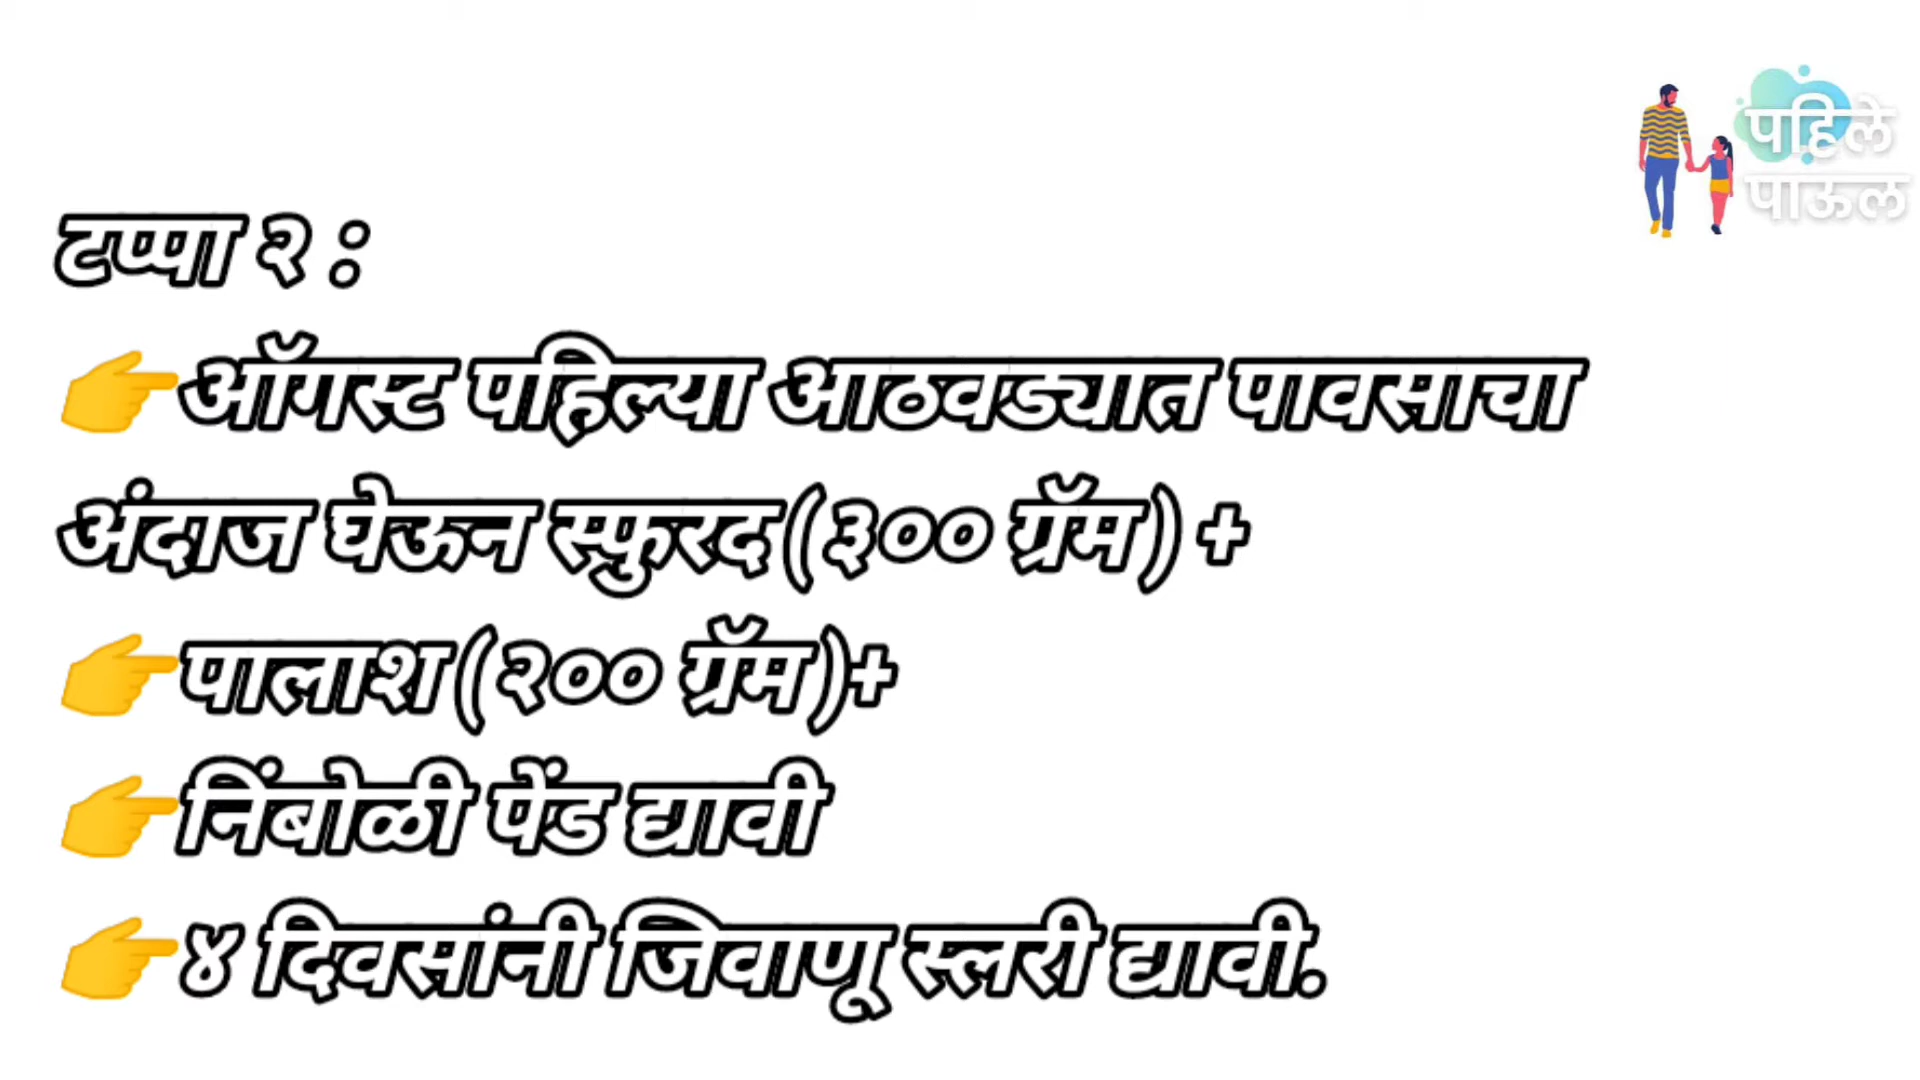 पहिले
पाऊल
टप्पा २ :
👉ऑगस्ट पहिल्या आठवड्यात पावसाचा
अंदाज घेऊन स्फुरद(३०० ग्रॅम) +
👉पालाश(२०० ग्रॅम)+
👉निंबोळी पेंड द्यावी
👉४ दिवसांनी जिवाणू स्लरी द्यावी.